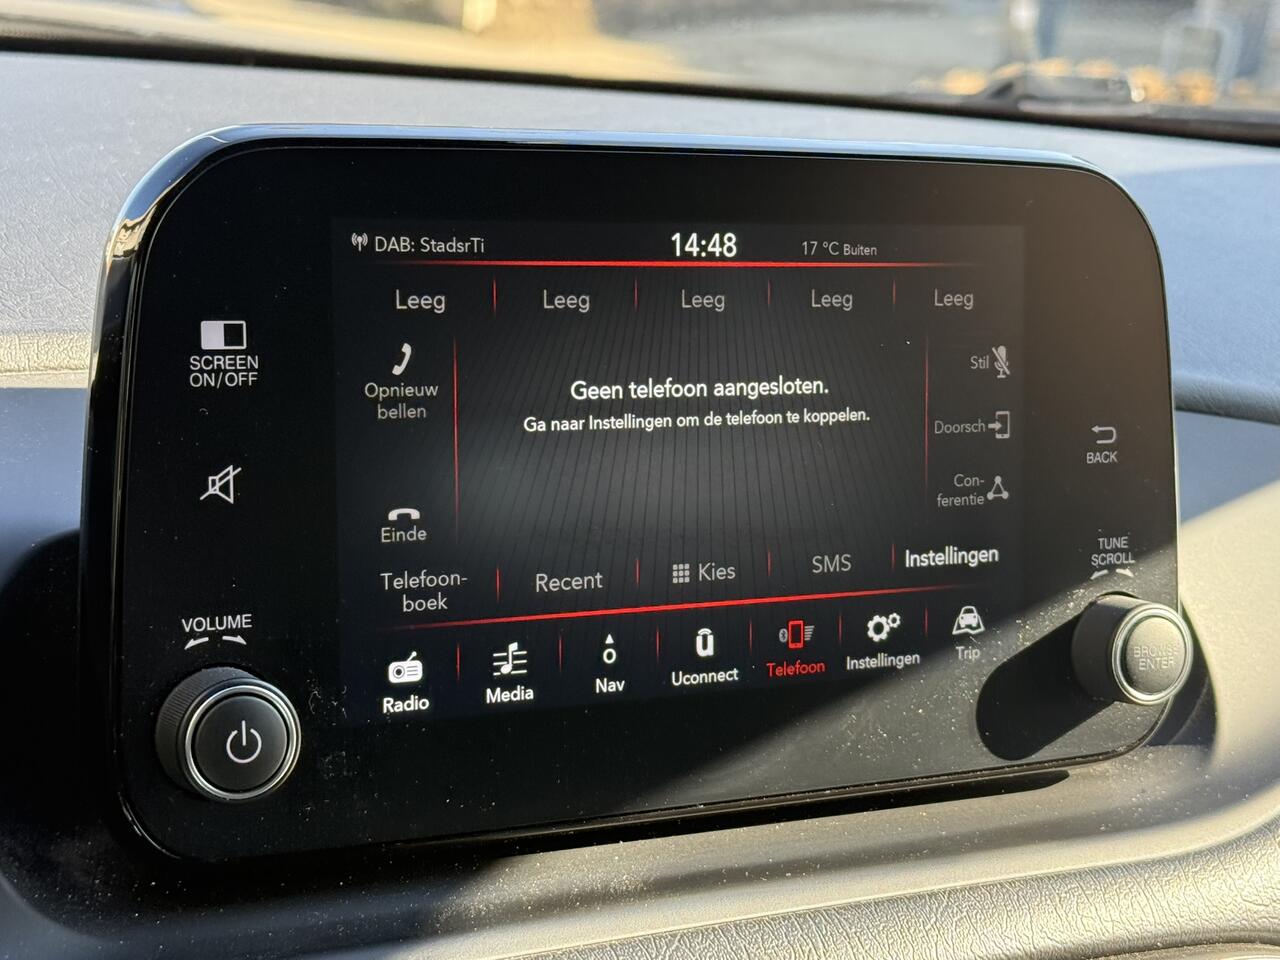 DAB: StadsrTi 14:48 17 °C Buiten
Leeg Leeg Leeg Leeg Leeg
SCREEN
ON/OFF
Opnieuw
bellen
Geen telefoon aangesloten.
Ga naar Instellingen om de telefoon te koppelen.
Stil
Doorsch
Con-
ferentie
BACK
Einde
Telefoon-
boek
Recent
Kies
SMS
Instellingen
TUNE
SCROLL
VOLUME
Radio
Media
Nav
Uconnect
Telefoon
Instellingen
Trip
BROWSE
ENTER